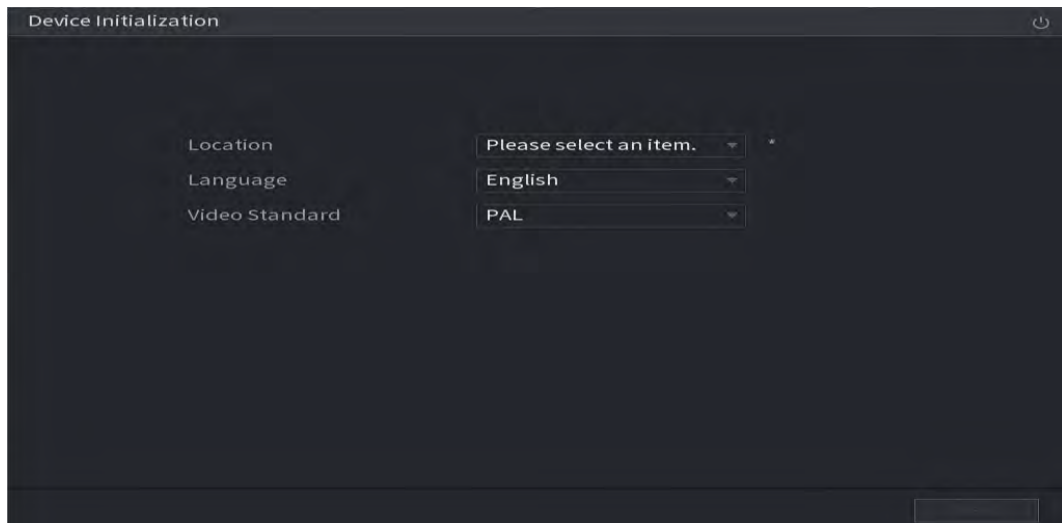 Device Initialization
Location Please select an item. *
Language English
Video Standard PAL